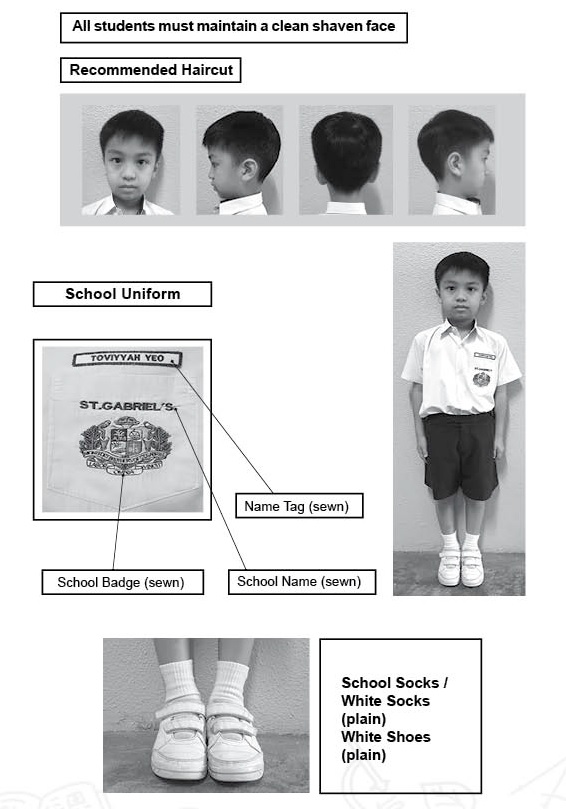 All students must maintain a clean shaven face
Recommended Haircut
School Uniform
TOVIYYAH YEO
ST.GABRIEL'S
Name Tag (sewn)
School Badge (sewn)
School Name (sewn)
School Socks /
White Socks
(plain)
White Shoes
(plain)